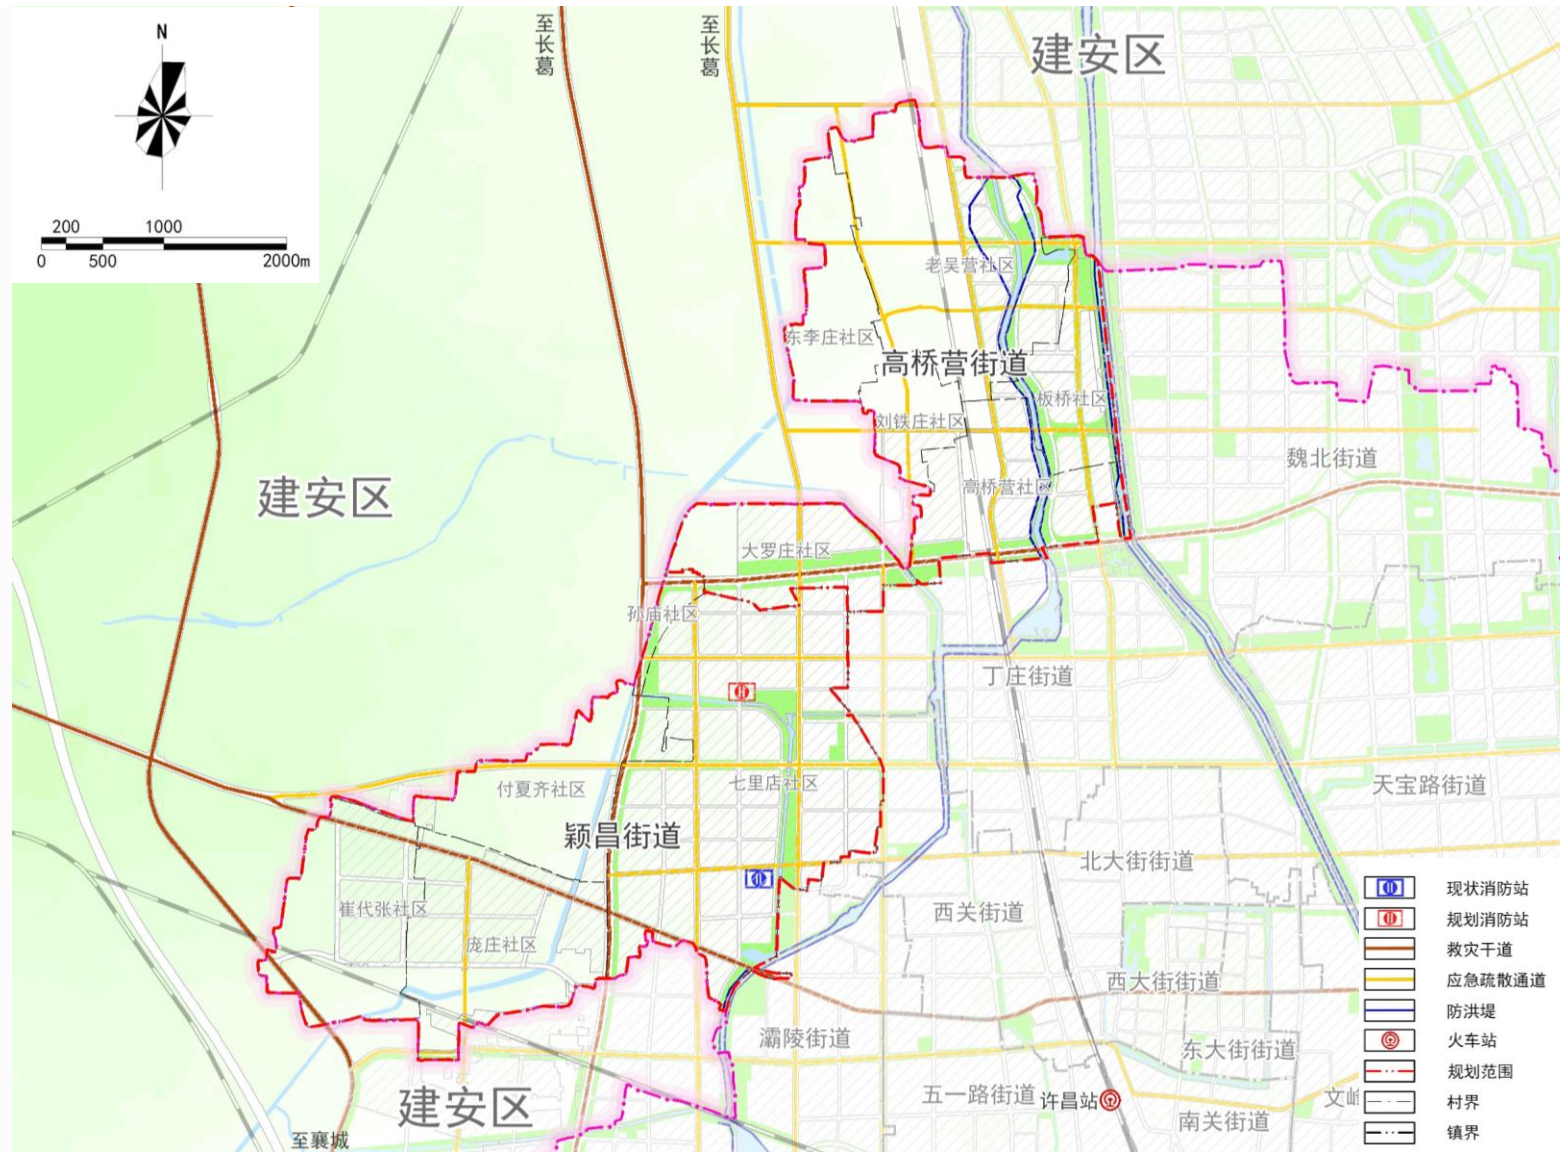 N
200
1000
0
500
2000m
至长葛
至长葛
建安区
老吴营社区
东李庄社区
高桥营街道
板桥社区
刘铁庄社区
魏北街道
高桥营社区
建安区
大罗庄社区
孙庙社区
丁庄街道
付夏齐社区
七里店社区
天宝路街道
颍昌街道
北大街街道
崔代张社区
西关街道
庞庄社区
西大街街道
灞陵街道
东大街街道
建安区
五一路街道
许昌站
文峰
南关街道
至襄城
现状消防站
规划消防站
救灾干道
应急疏散通道
防洪堤
火车站
规划范围
村界
镇界